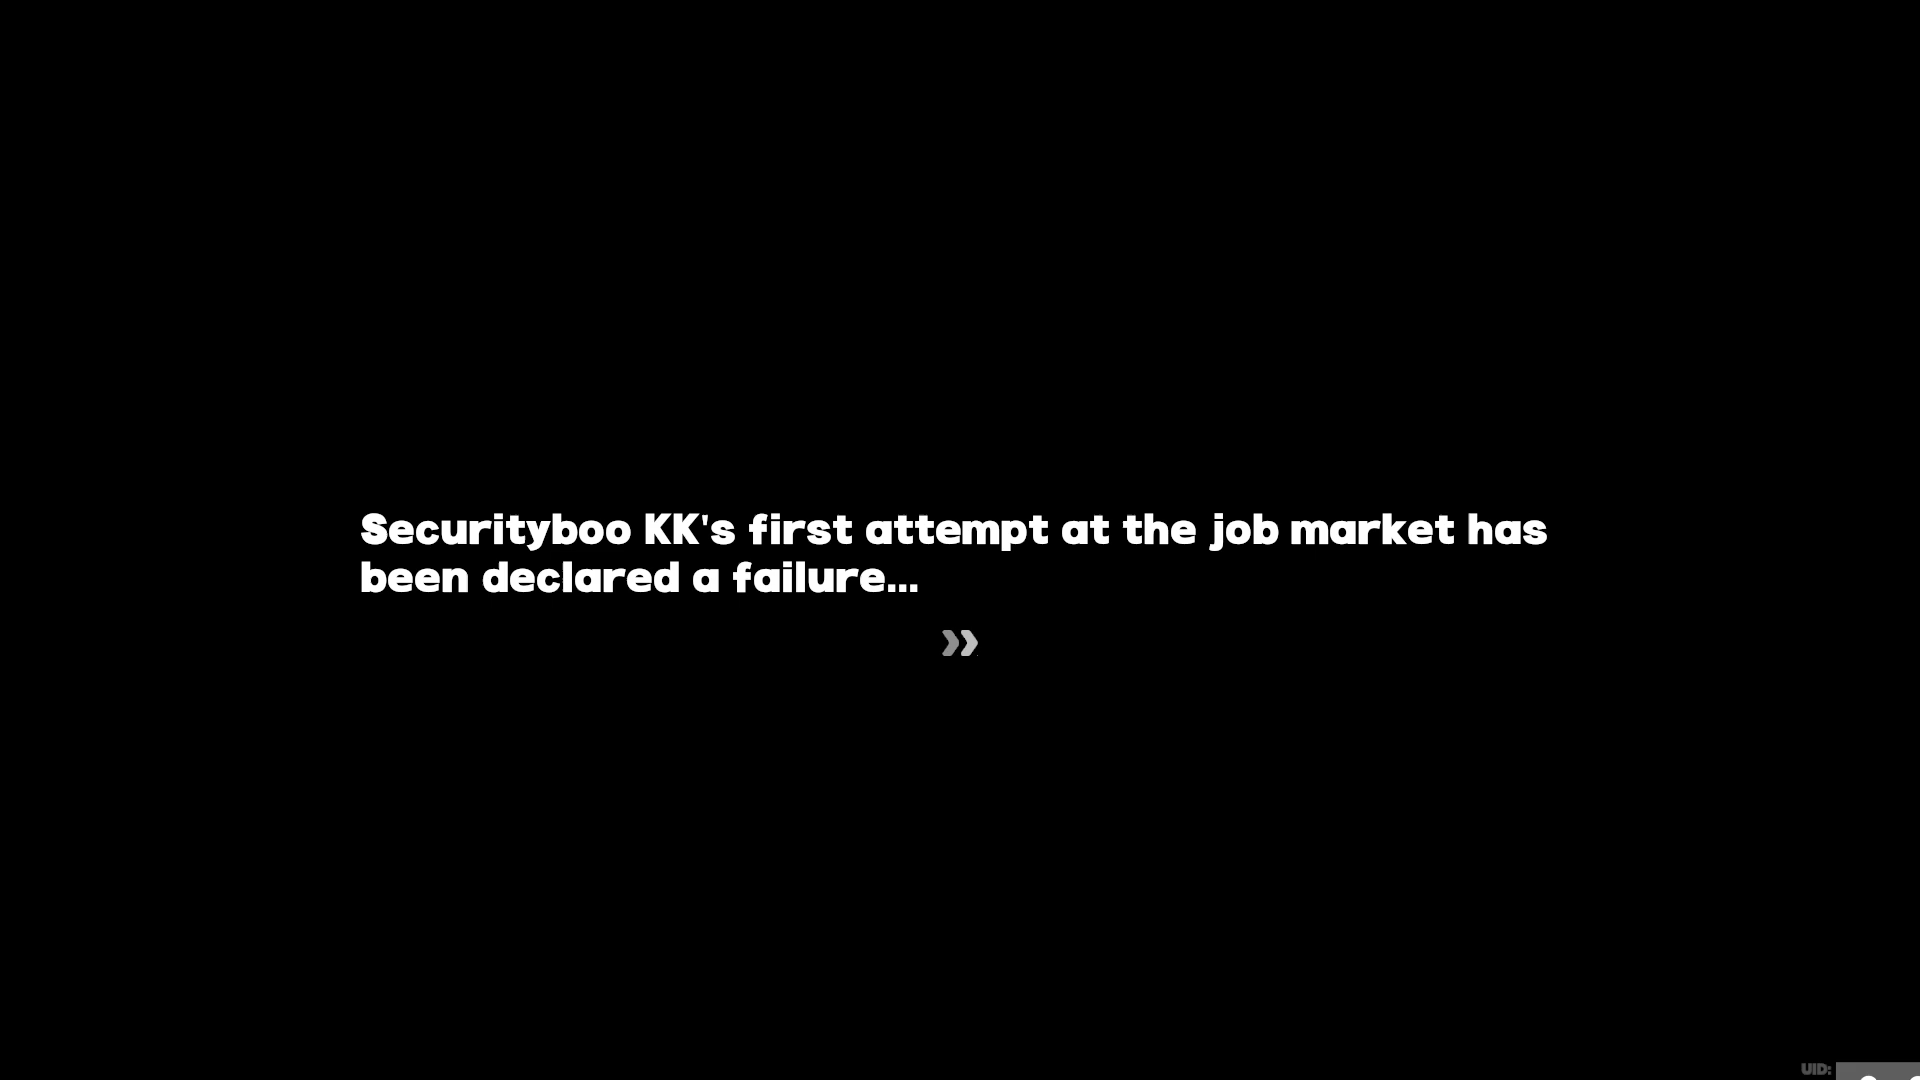 Securityboo KK's first attempt at the job market has
been declared a failure...
UID: